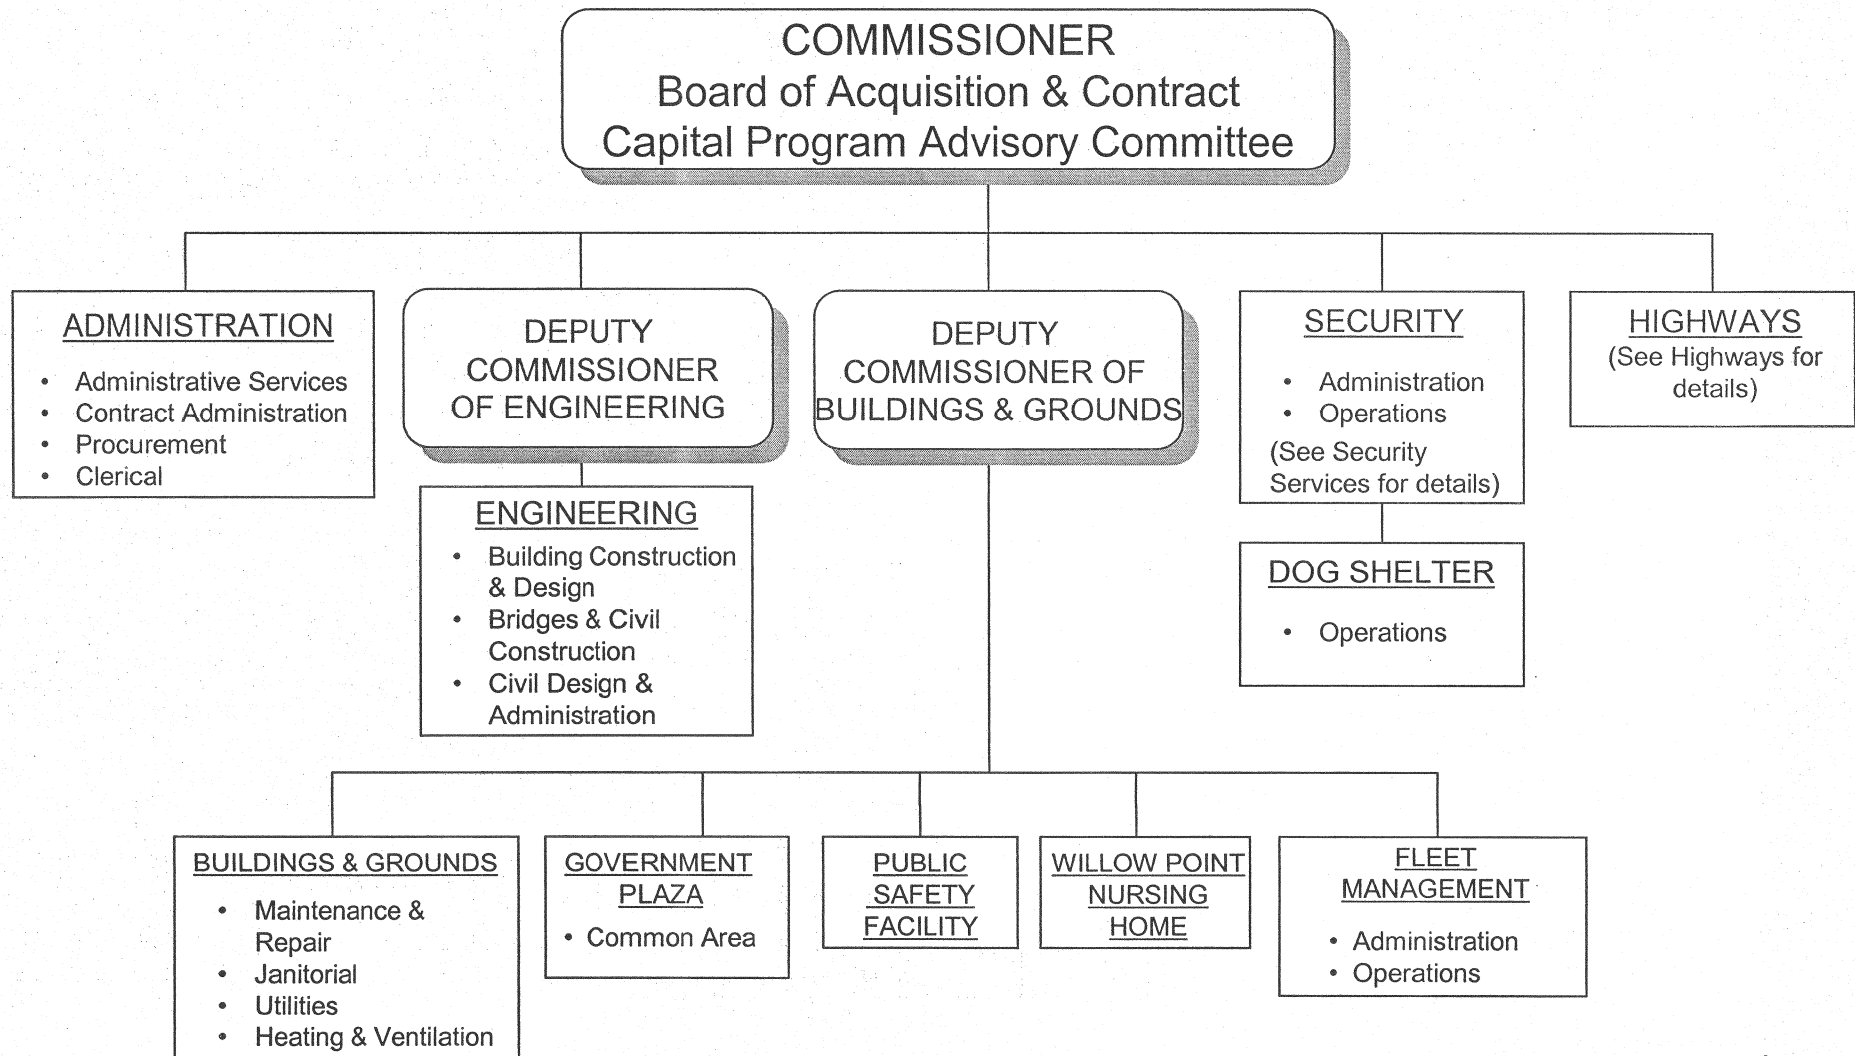 COMMISSIONER
Board of Acquisition & Contract
Capital Program Advisory Committee
ADMINISTRATION
• Administrative Services
• Contract Administration
• Procurement
• Clerical
DEPUTY
COMMISSIONER
OF ENGINEERING
ENGINEERING
• Building Construction
& Design
• Bridges & Civil
Construction
• Civil Design &
Administration
DEPUTY
COMMISSIONER OF
BUILDINGS & GROUNDS
SECURITY
• Administration
• Operations
(See Security
Services for details)
DOG SHELTER
• Operations
HIGHWAYS
(See Highways for
details)
BUILDINGS & GROUNDS
• Maintenance &
Repair
• Janitorial
• Utilities
• Heating & Ventilation
GOVERNMENT
PLAZA
• Common Area
PUBLIC
SAFETY
FACILITY
WILLOW POINT
NURSING
HOME
FLEET
MANAGEMENT
• Administration
• Operations